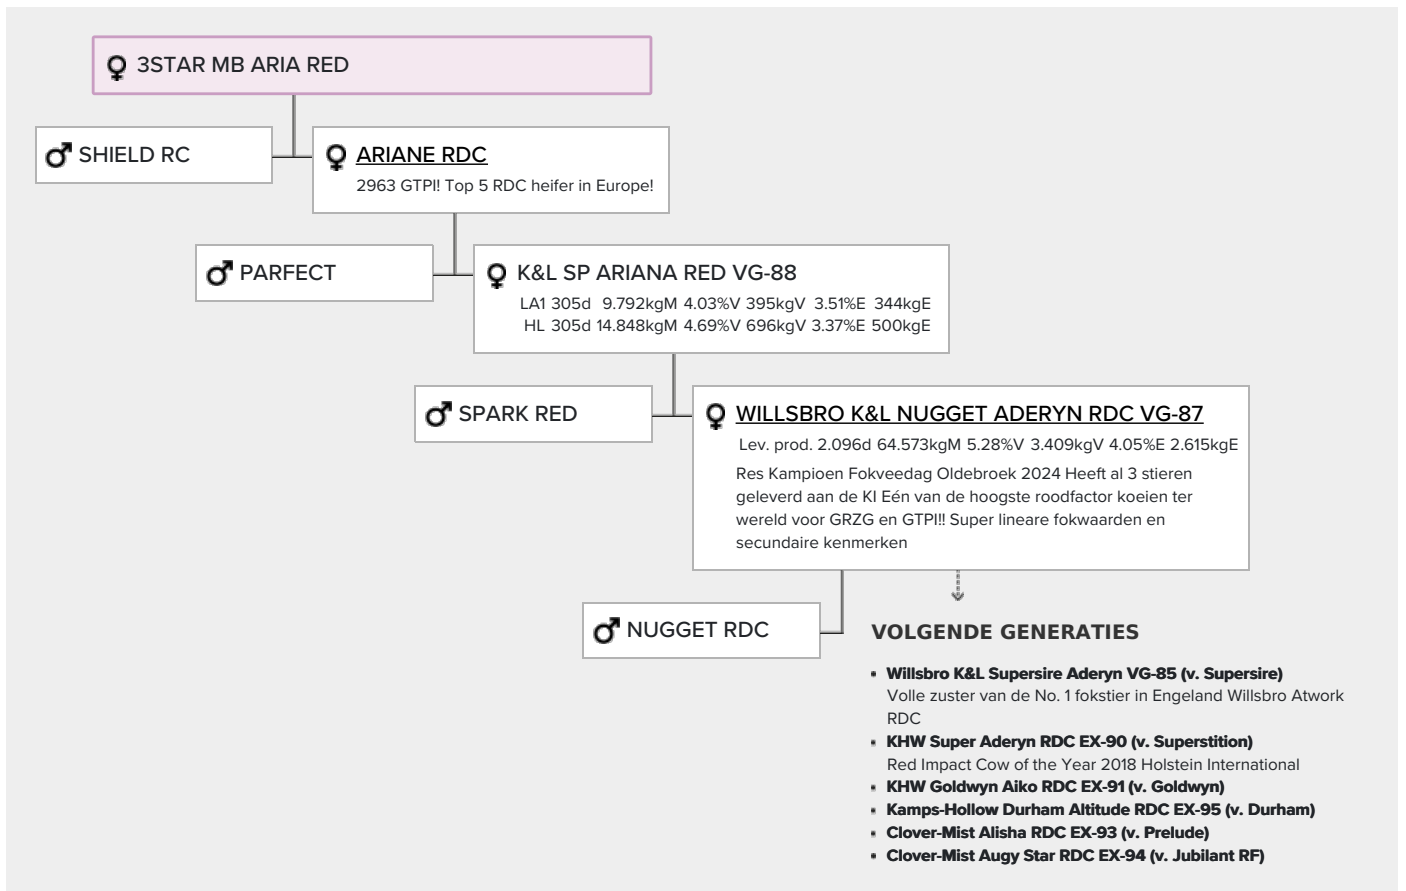 3STAR MB ARIA RED
SHIELD RC
ARIANE RDC
2963 GTPI! Top 5 RDC heifer in Europe!
PARFECT
K&L SP ARIANA RED VG-88
LA1 305d 9.792kgM 4.03%V 395kgV 3.51%E 344kgE
HL 305d 14.848kgM 4.69%V 696kgV 3.37%E 500kgE
SPARK RED
WILLSBRO K&L NUGGET ADERYN RDC VG-87
Lev. prod. 2.096d 64.573kgM 5.28%V 3.409kgV 4.05%E 2.615kgE
Res Kampioen Fokveedag Oldebroek 2024 Heeft al 3 stieren
geleverd aan de KI Eén van de hoogste roodfactor koeien ter
wereld voor GRZG en GTPI!! Super lineare fokwaarden en
secundaire kenmerken
NUGGET RDC
VOLGENDE GENERATIES
Willsbro K&L Supersire Aderyn VG-85 (v. Supersire)
Volle zuster van de No. 1 fokstier in Engeland Willsbro Atwork
RDC
KHW Super Aderyn RDC EX-90 (v. Superstition)
Red Impact Cow of the Year 2018 Holstein International
KHW Goldwyn Aiko RDC EX-91 (v. Goldwyn)
Kamps-Hollow Durham Altitude RDC EX-95 (v. Durham)
Clover-Mist Alisha RDC EX-93 (v. Prelude)
Clover-Mist Augy Star RDC EX-94 (v. Jubilant RF)